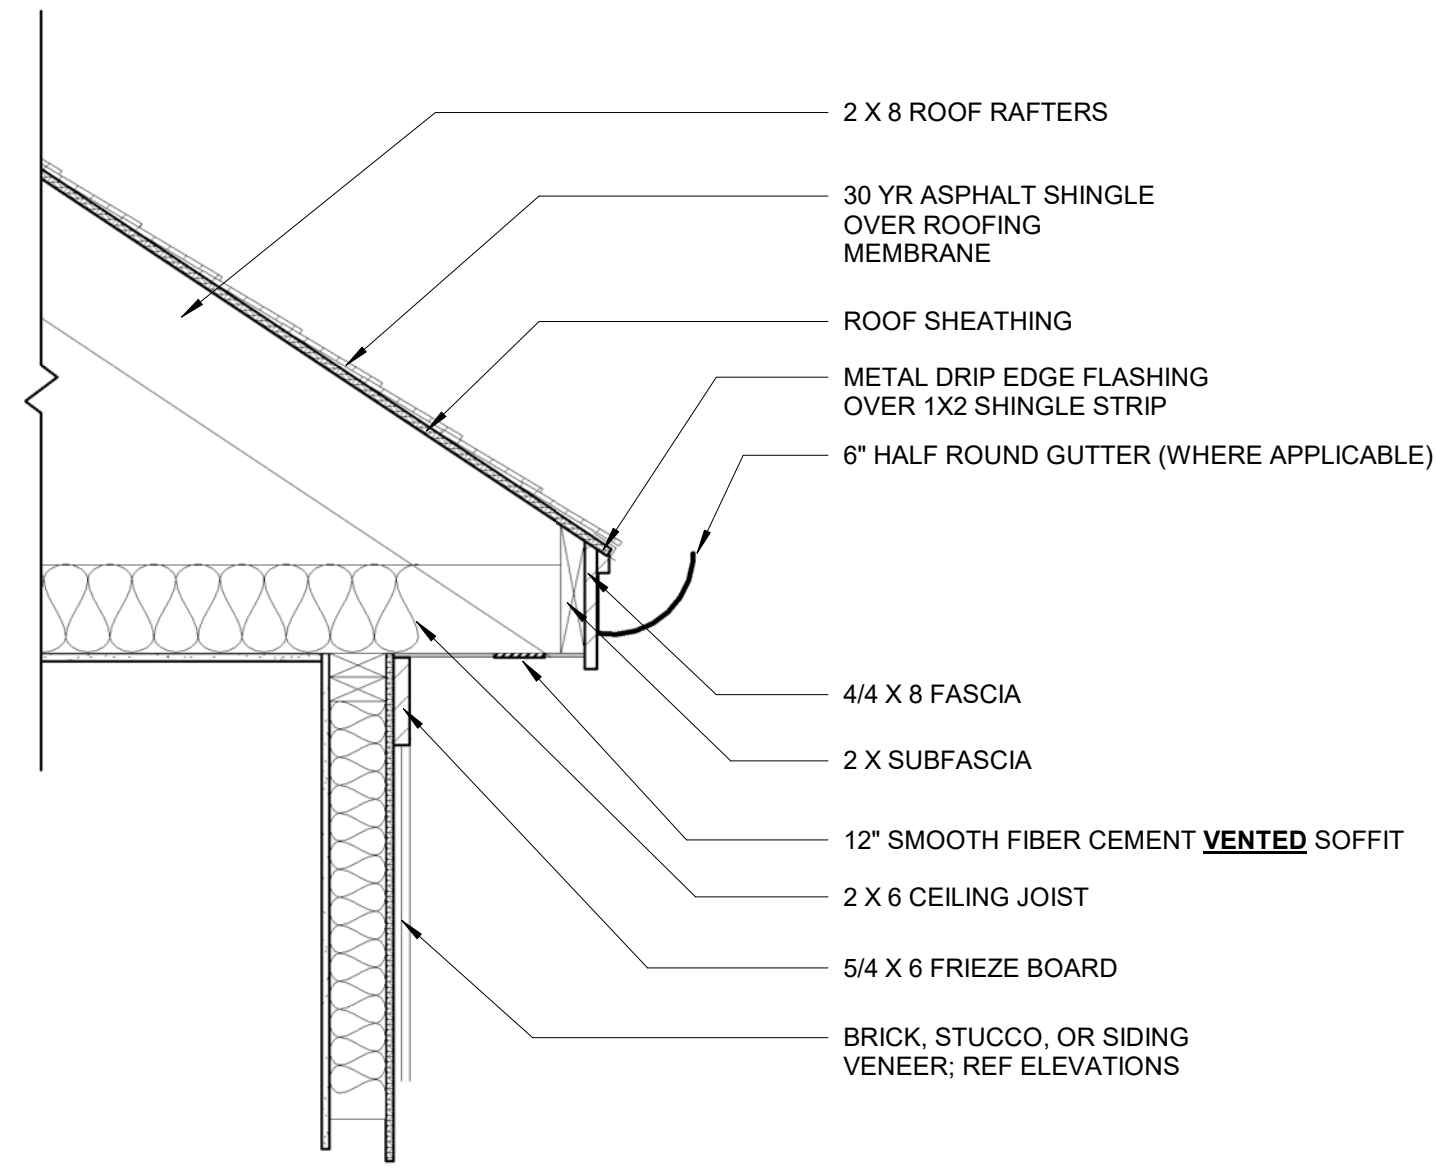 2 X 8 ROOF RAFTERS
30 YR ASPHALT SHINGLE
OVER ROOFING
MEMBRANE
ROOF SHEATHING
METAL DRIP EDGE FLASHING
OVER 1X2 SHINGLE STRIP
6" HALF ROUND GUTTER (WHERE APPLICABLE)
4/4 X 8 FASCIA
2 X SUBFASCIA
12" SMOOTH FIBER CEMENT VENTED SOFFIT
2 X 6 CEILING JOIST
5/4 X 6 FRIEZE BOARD
BRICK, STUCCO, OR SIDING
VENEER; REF ELEVATIONS